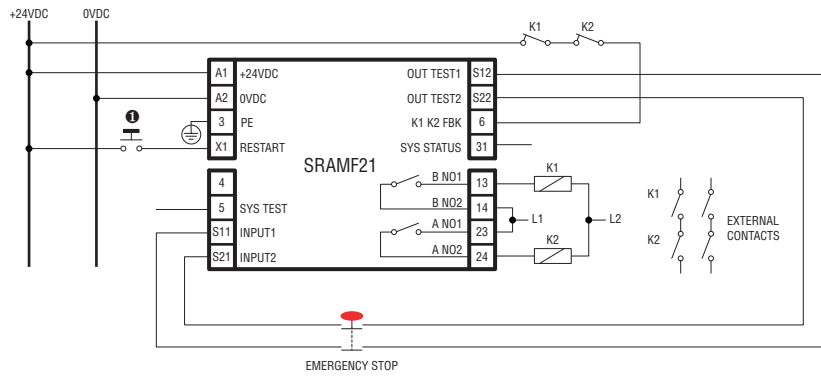 +24VDC 0VDC
K1 K2
A1 +24VDC OUT TEST1 S12
A2 0VDC OUT TEST2 S22
❶
3 PE K1 K2 FBK 6
X1 RESTART SYS STATUS 31
SRAMF21
K1
4 B NO1 13
K1
5 SYS TEST B NO2 14 L1 L2 EXTERNAL
CONTACTS
S11 INPUT1 A NO1 23
K2
S21 INPUT2 A NO2 24
K2
EMERGENCY STOP